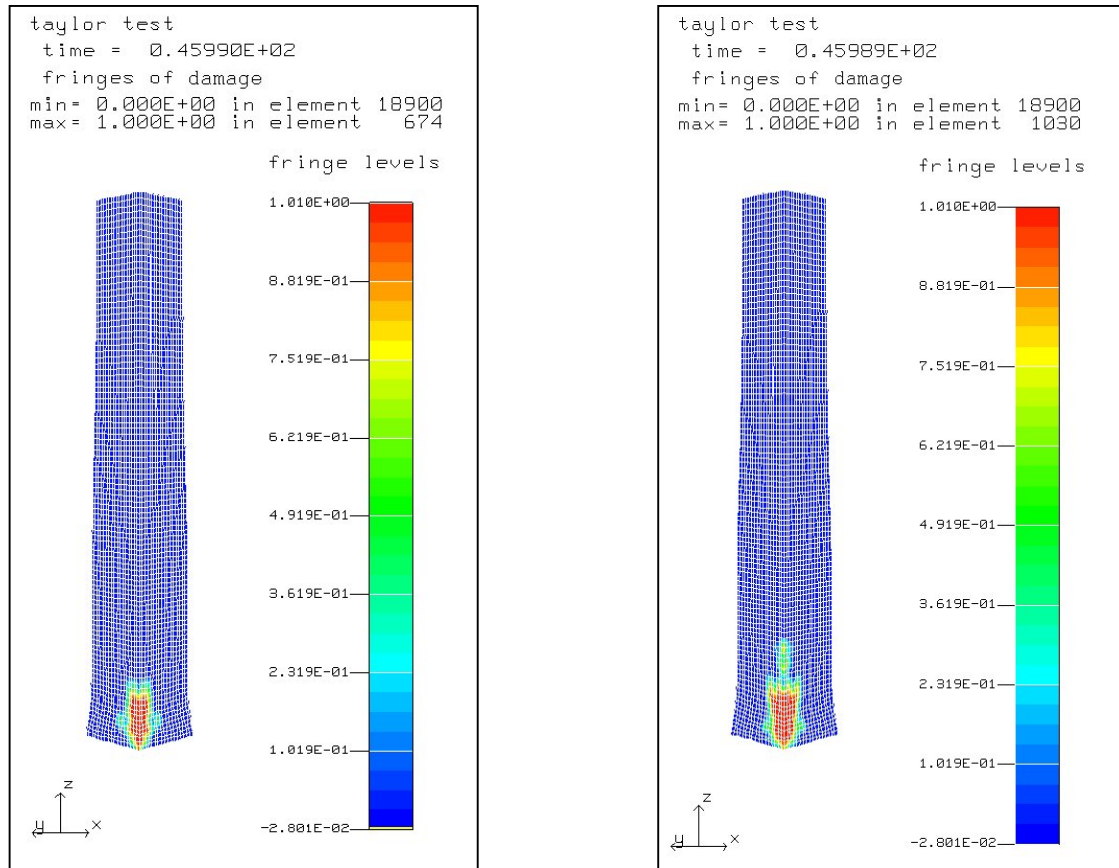 taylor test
time = 0.45990E+02
fringes of damage
min= 0.000E+00 in element 18900
max= 1.000E+00 in element 674
fringe levels
1.010E+00
8.819E-01
7.519E-01
6.219E-01
4.919E-01
3.619E-01
2.319E-01
1.019E-01
-2.801E-02
z
y x
taylor test
time = 0.45989E+02
fringes of damage
min= 0.000E+00 in element 18900
max= 1.000E+00 in element 1030
fringe levels
1.010E+00
8.819E-01
7.519E-01
6.219E-01
4.919E-01
3.619E-01
2.319E-01
1.019E-01
-2.801E-02
z
y x